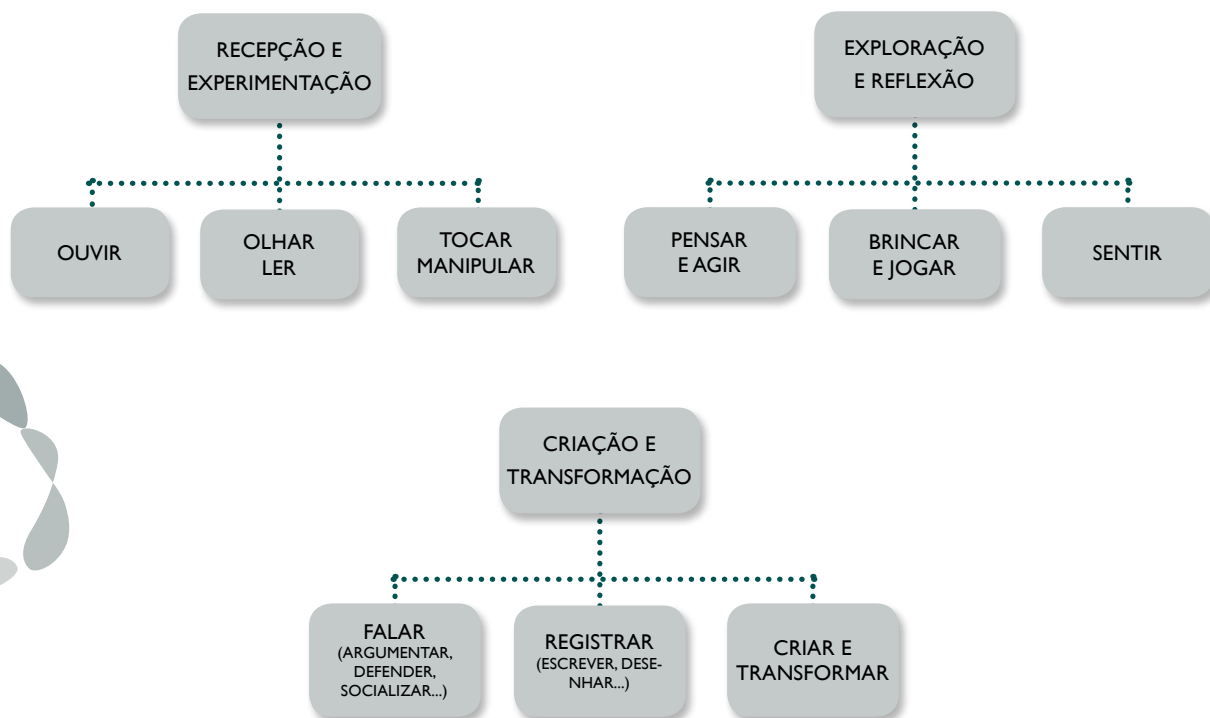 RECEPÇÃO E
EXPERIMENTAÇÃO
OUVIR
OLHAR
LER
TOCAR
MANIPULAR
EXPLORAÇÃO
E REFLEXÃO
PENSAR
E AGIR
BRINCAR
E JOGAR
SENTIR
CRIAÇÃO E
TRANSFORMAÇÃO
FALAR
(ARGUMENTAR,
DEFENDER,
SOCIALIZAR...)
REGISTRAR
(ESCREVER, DESE-
NHAR...)
CRIAR E
TRANSFORMAR